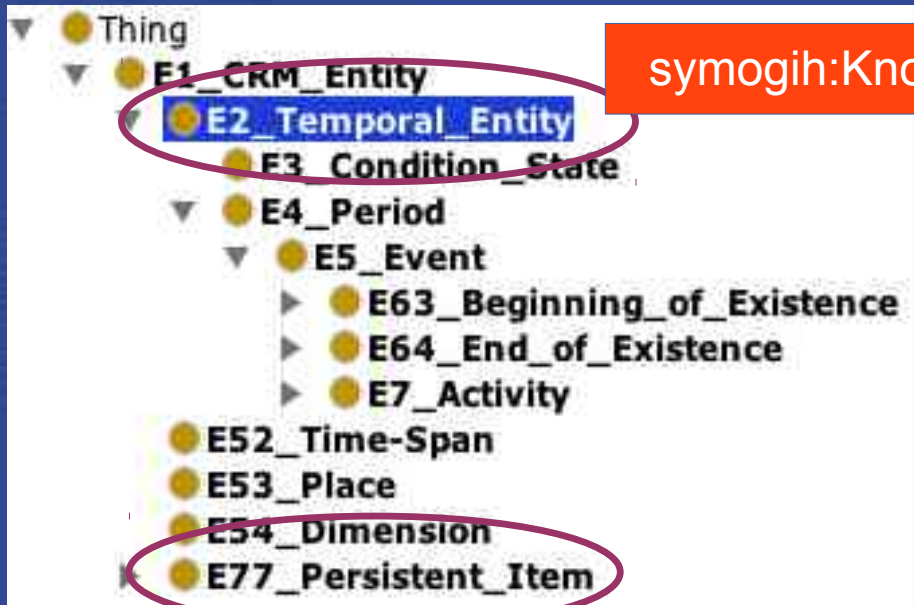 Thing
E1_CRM_Entity
symogih:Kno
E2_Temporal_Entity
E3_Condition_State
E4_Period
E5_Event
E63_Beginning_of_Existence
E64_End_of_Existence
E7_Activity
E52_Time-Span
E53_Place
E54_Dimension
E77_Persistent_Item